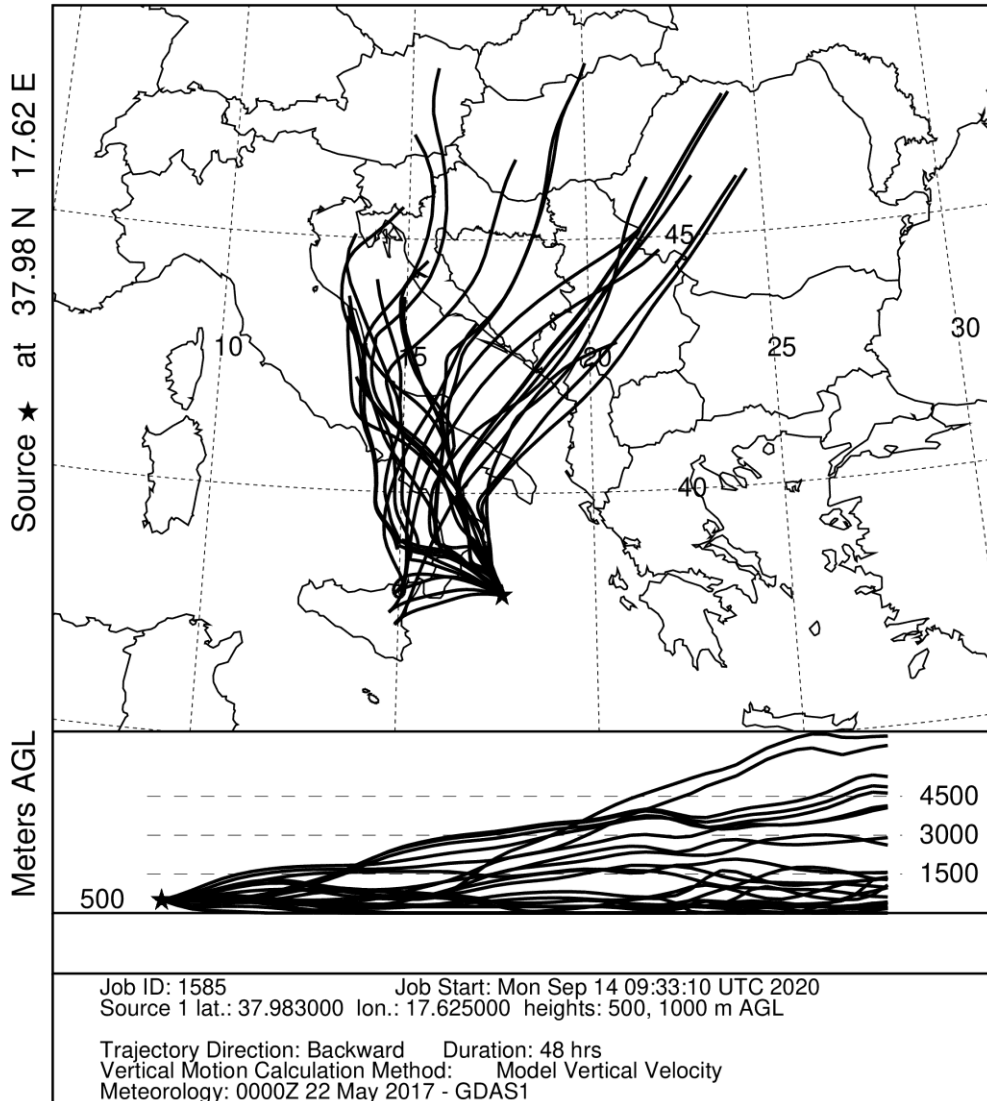 Source ★ at 37.98 N 17.62 E
45
10
15
20
25
30
40
Meters AGL
4500
3000
1500
500
Job ID: 1585 Job Start: Mon Sep 14 09:33:10 UTC 2020
Source 1 lat.: 37.983000 lon.: 17.625000 heights: 500, 1000 m AGL
Trajectory Direction: Backward Duration: 48 hrs
Vertical Motion Calculation Method: Model Vertical Velocity
Meteorology: 0000Z 22 May 2017 - GDAS1